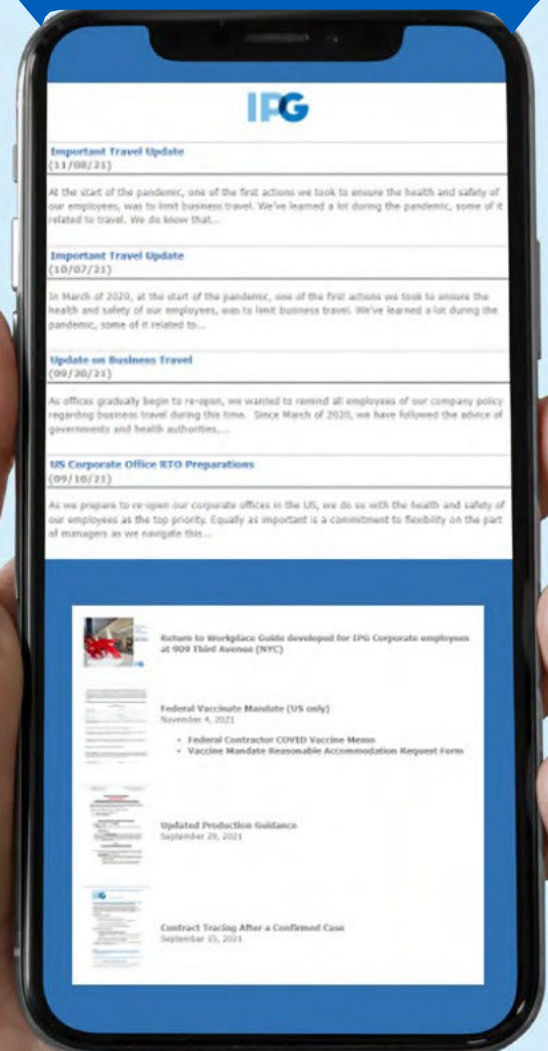 IPG
Important Travel Update
(11/08/21)
At the start of the pandemic, one of the first actions we took to ensure the health and safety of
our employees, was to limit business travel. We've learned a lot during the pandemic, some of it
related to travel. We do know that...
Important Travel Update
(10/07/21)
In March of 2020, at the start of the pandemic, one of the first actions we took to ensure the
health and safety of our employees, was to limit business travel. We've learned a lot during the
pandemic, some of it related to...
Update on Business Travel
(09/30/21)
As offices gradually begin to re-open, we wanted to remind all employees of our company policy
regarding business travel during this time. Since March of 2020, we have followed the advice of
governments and health authorities,...
US Corporate Office RTO Preparations
(09/10/21)
As we prepare to re-open our corporate offices in the US, we do so with the health and safety of
our employees as the top priority. Equally as important is a commitment to flexibility on the part
of managers as we navigate this...
Return to Workplace Guide developed for IPG Corporate employees
at 909 Third Avenue (NYC)
Federal Vaccinate Mandate (US only)
November 4, 2021
• Federal Contractor COVID Vaccine Memo
• Vaccine Mandate Reasonable Accommodation Request Form
Updated Production Guidance
September 29, 2021
Contract Tracing After a Confirmed Case
September 15, 2021